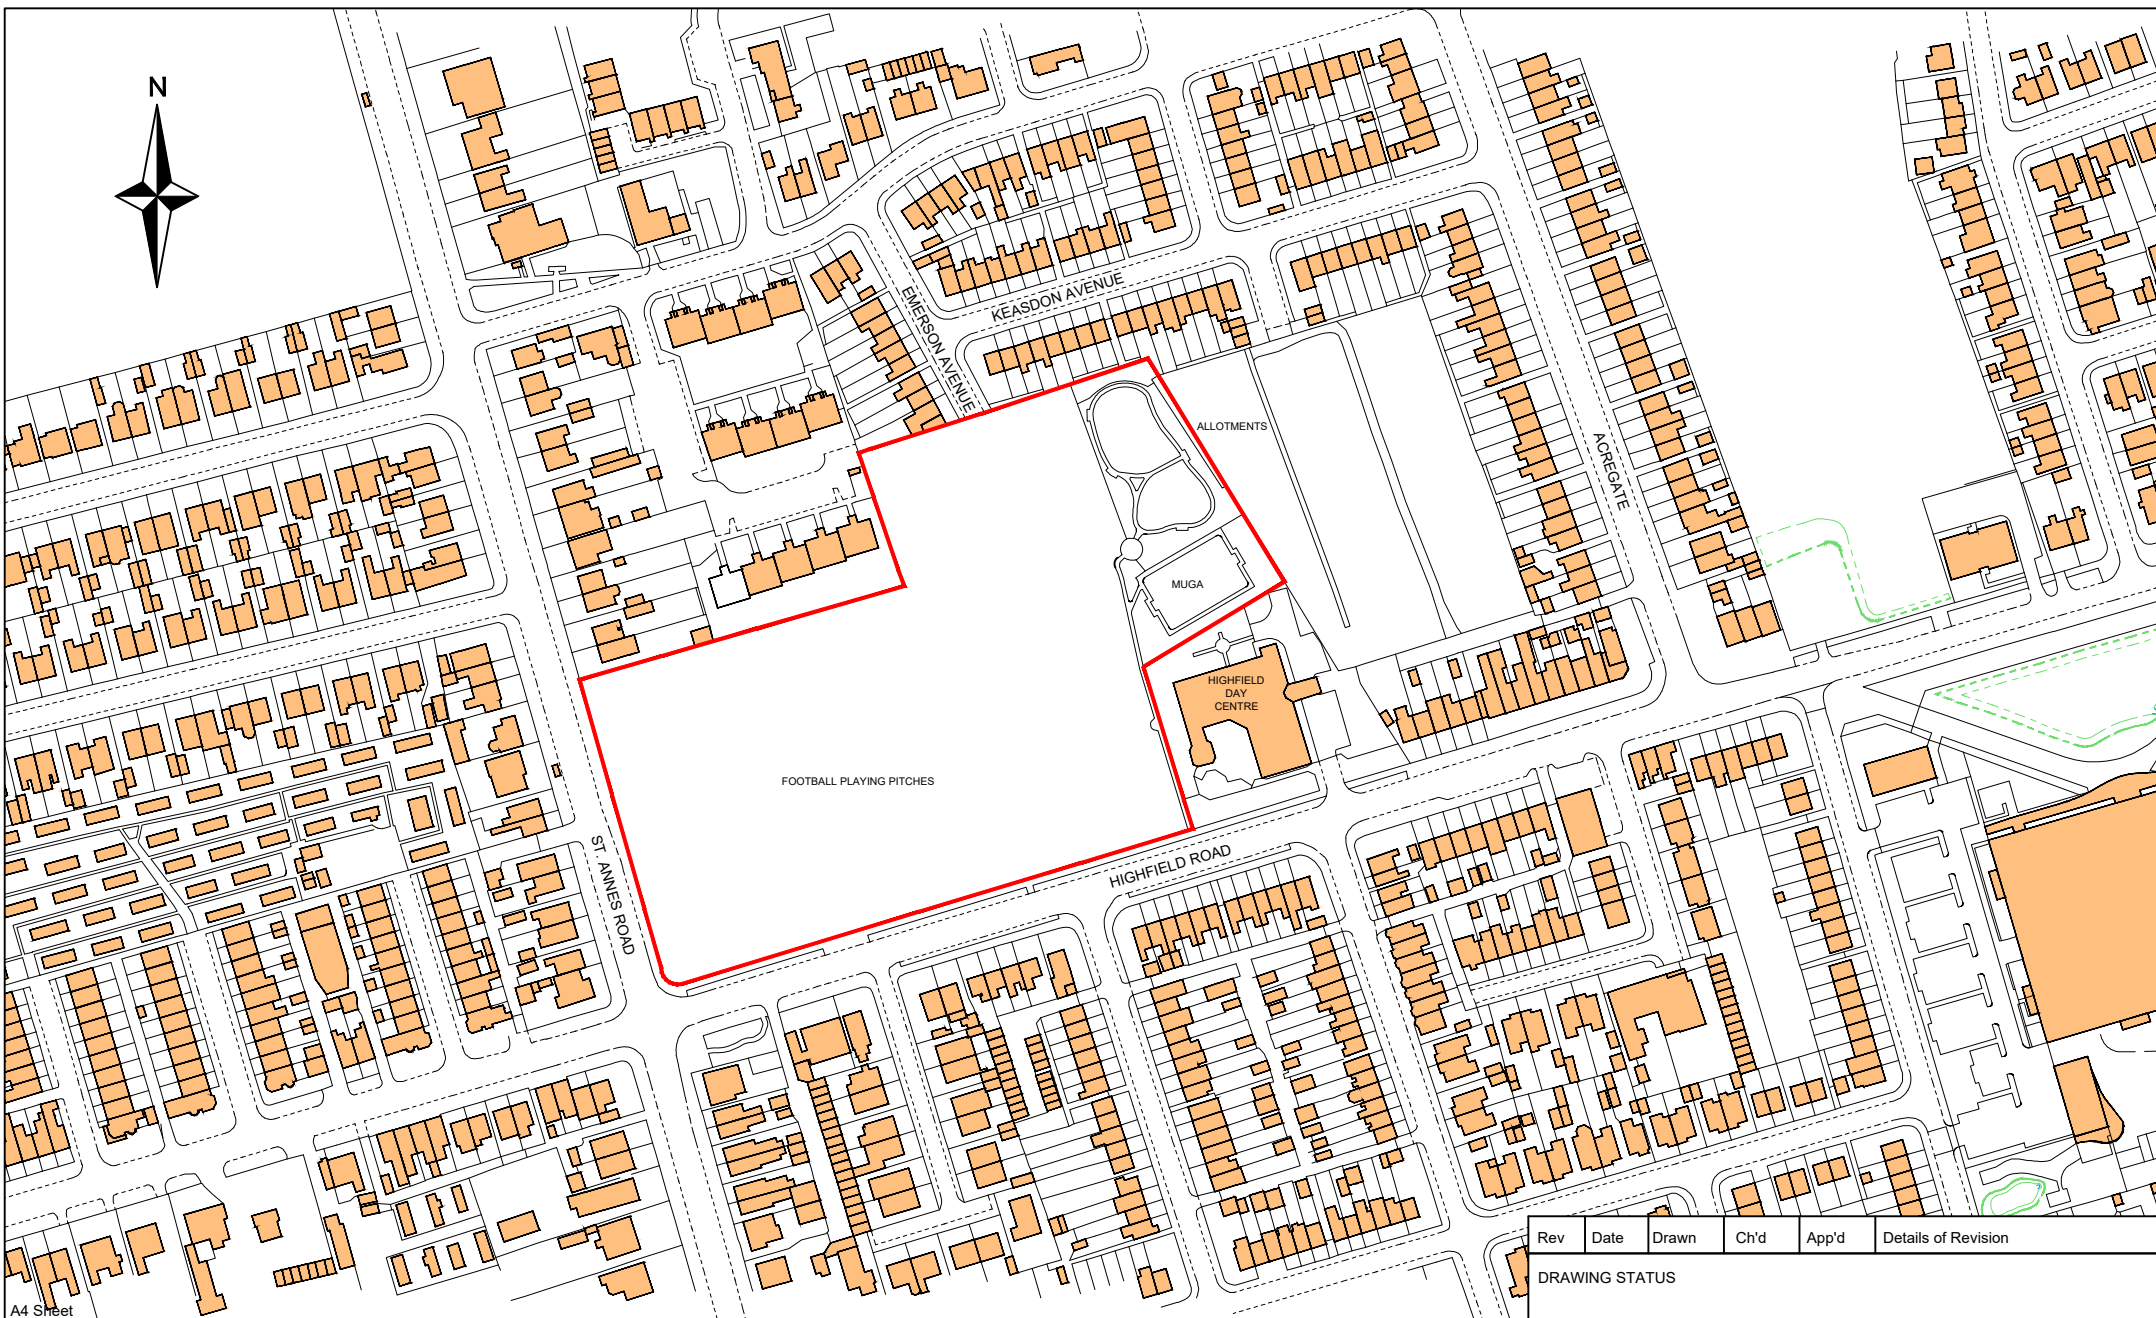 N
EMERSON AVENUE
KEASDON AVENUE
ALLOTMENTS
ACREGATE
MUGA
HIGHFIELD
DAY
CENTRE
FOOTBALL PLAYING PITCHES
ST. ANNES ROAD
HIGHFIELD ROAD
Rev Date Drawn Ch'd App'd Details of Revision
DRAWING STATUS
A4 Sheet